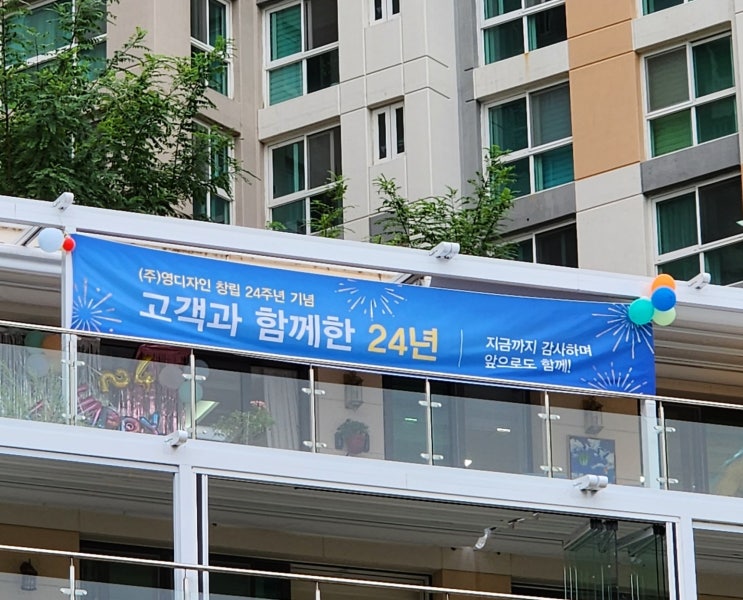 (주)영디자인 창립 24주년 기념
고객과 함께한 24년
지금까지 감사하며
앞으로도 함께!